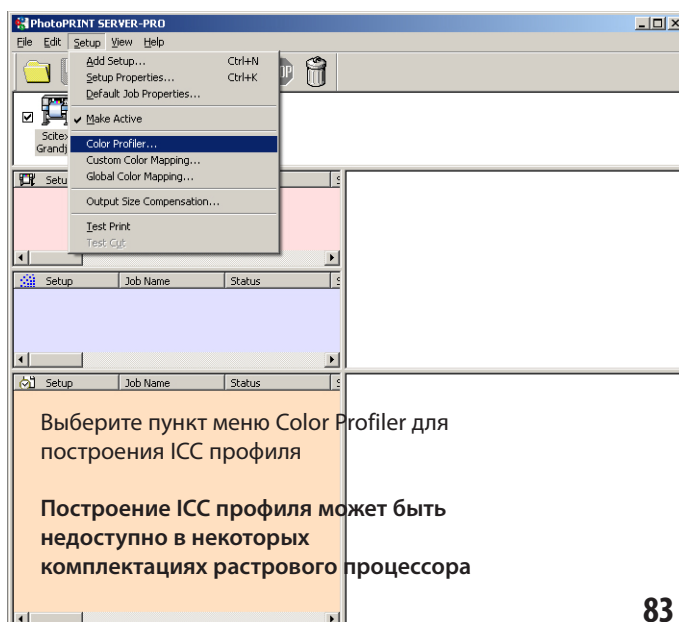 PhotoPRINT SERVER-PRO
File Edit Setup View Help
Add Setup... Ctrl+N
Setup Properties... Ctrl+K
Default Job Properties...
Make Active
Color Profiler...
Custom Color Mapping...
Global Color Mapping...
Output Size Compensation...
Test Print
Test Cut
Setup Job Name Status
Setup Job Name Status
Выберите пункт меню Color Profiler для
построения ICC профиля
Построение ICC профиля может быть
недоступно в некоторых
комплектациях растрового процессора
83